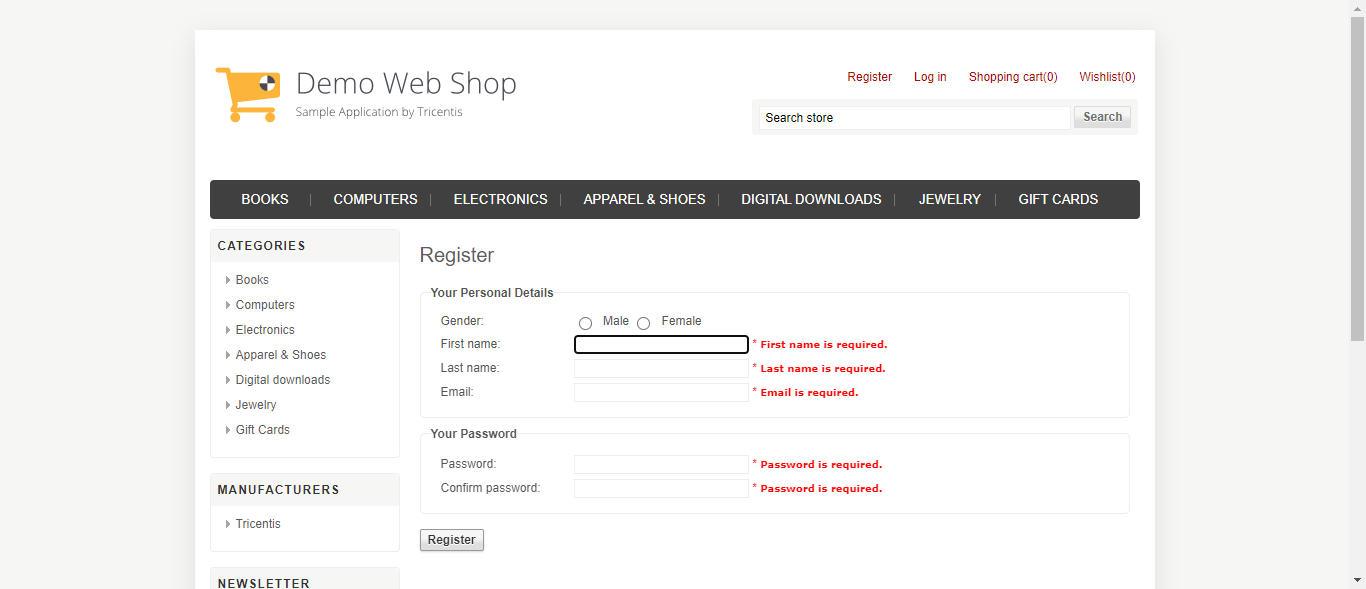 Demo Web Shop
Sample Application by Tricentis
Register Log in Shopping cart(0) Wishlist(0)
Search store Search
BOOKS COMPUTERS ELECTRONICS APPAREL & SHOES DIGITAL DOWNLOADS JEWELRY GIFT CARDS
CATEGORIES
Books
Computers
Electronics
Apparel & Shoes
Digital downloads
Jewelry
Gift Cards
MANUFACTURERS
Tricentis
NEWSLETTER
Register
Your Personal Details
Gender: Male Female
First name: * First name is required.
Last name: * Last name is required.
Email: * Email is required.
Your Password
Password: * Password is required.
Confirm password: * Password is required.
Register